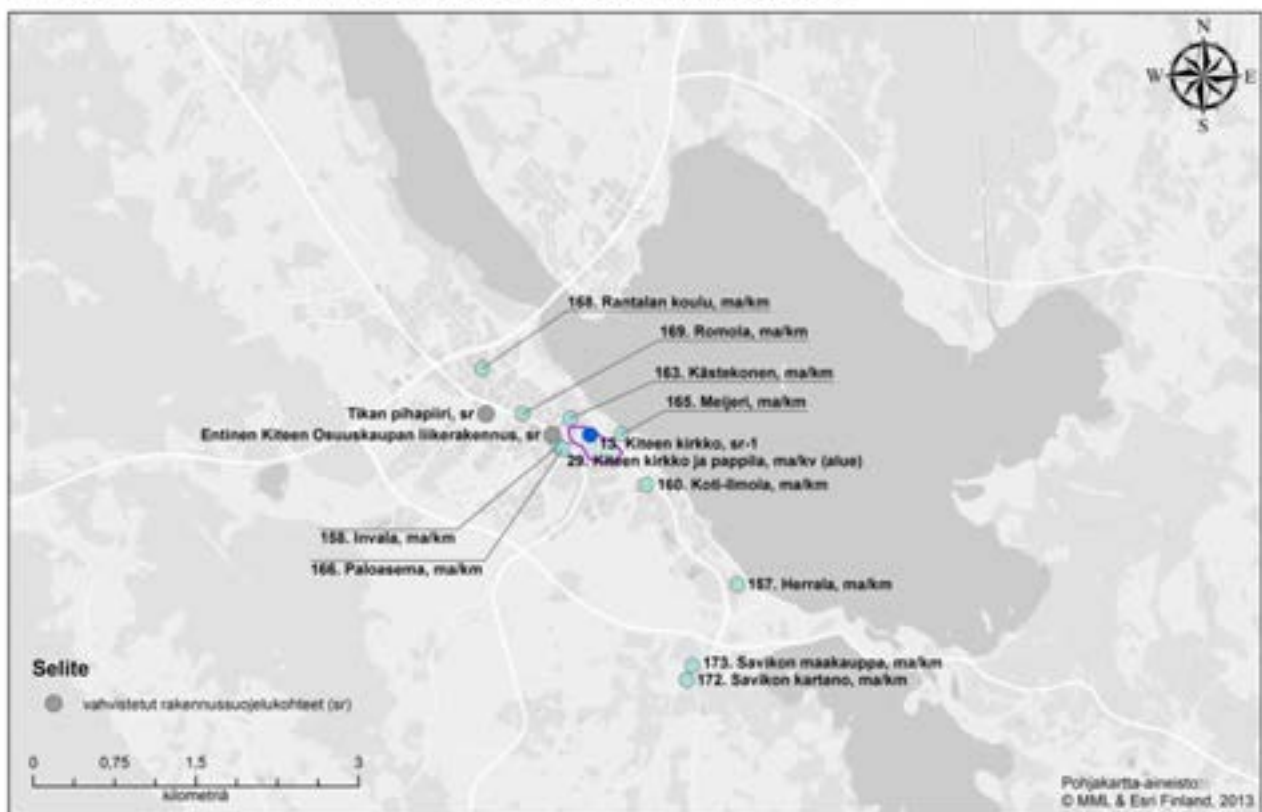 N
W E
S
168. Rantalan koulu, ma/km
169. Romola, ma/km
163. Kästekonen, ma/km
165. Meijeri, ma/km
Tikan pihapiiri, sr
Entinen Kiteen Osuuskaupan liikerakennus, sr
13. Kiteen kirkko, sr-1
29. Kiteen kirkko ja pappila, ma/kv (alue)
160. Koti-Ilmola, ma/km
158. Invala, ma/km
166. Paloasema, ma/km
157. Herrala, ma/km
173. Savikon maakauppa, ma/km
172. Savikon kartano, ma/km
Selite
vahvistetut rakennussuojelukohteet (sr)
0 0,75 1,5 3
kilometriä
Pohjakartta-aineisto:
© MML & Esri Finland, 2013